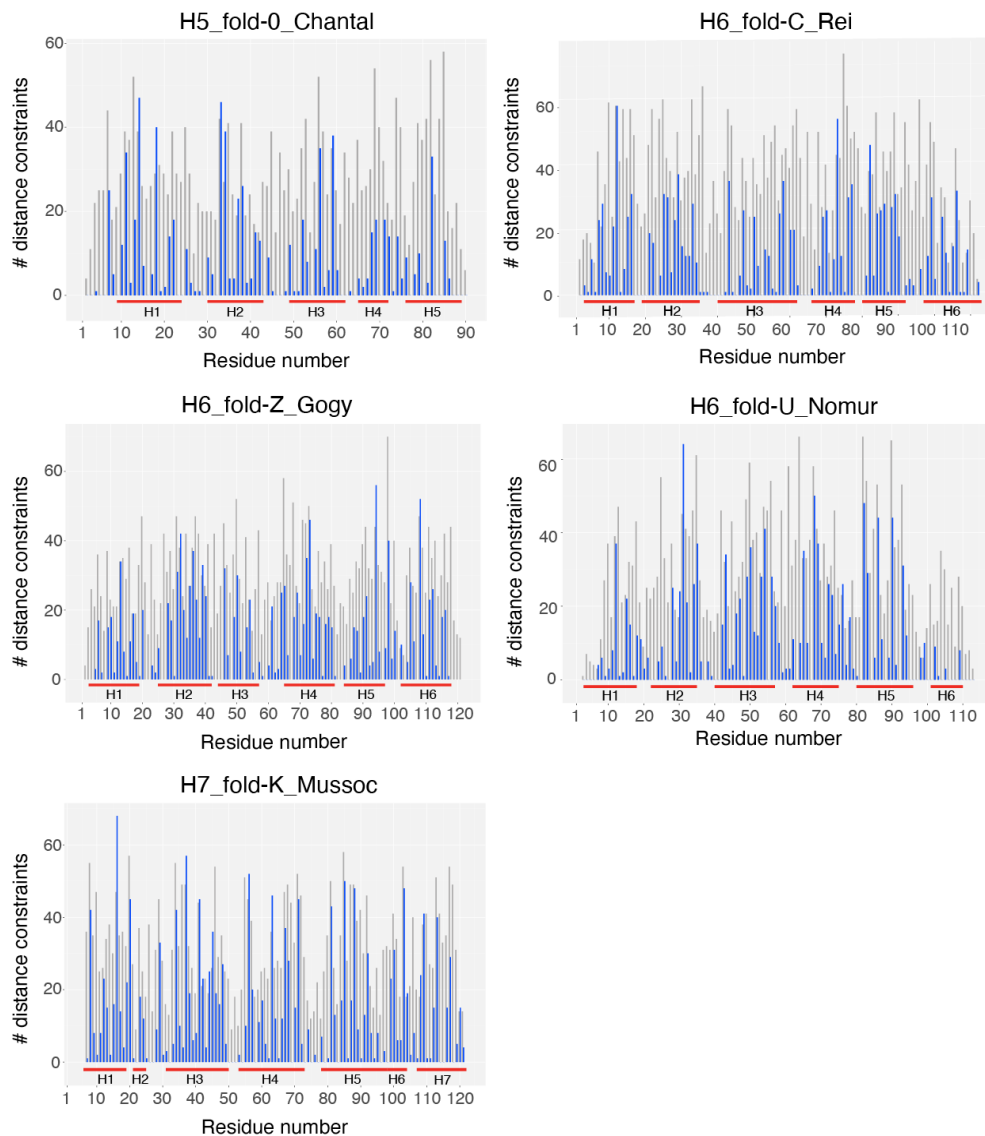 H5_fold-0_Chantal
# distance constraints
60
40
20
0
H1 H2 H3 H4 H5
1 10 20 30 40 50 60 70 80 90
Residue number
H6_fold-C_Rei
# distance constraints
60
40
20
0
H1 H2 H3 H4 H5 H6
1 10 20 30 40 50 60 70 80 90 100 110
Residue number
H6_fold-Z_Gogy
# distance constraints
60
40
20
0
H1 H2 H3 H4 H5 H6
1 10 20 30 40 50 60 70 80 90 100 110 120
Residue number
H6_fold-U_Nomur
# distance constraints
60
40
20
0
H1 H2 H3 H4 H5 H6
1 10 20 30 40 50 60 70 80 90 100 110
Residue number
H7_fold-K_Mussoc
# distance constraints
60
40
20
0
H1 H2 H3 H4 H5 H6 H7
1 10 20 30 40 50 60 70 80 90 100 110 120
Residue number